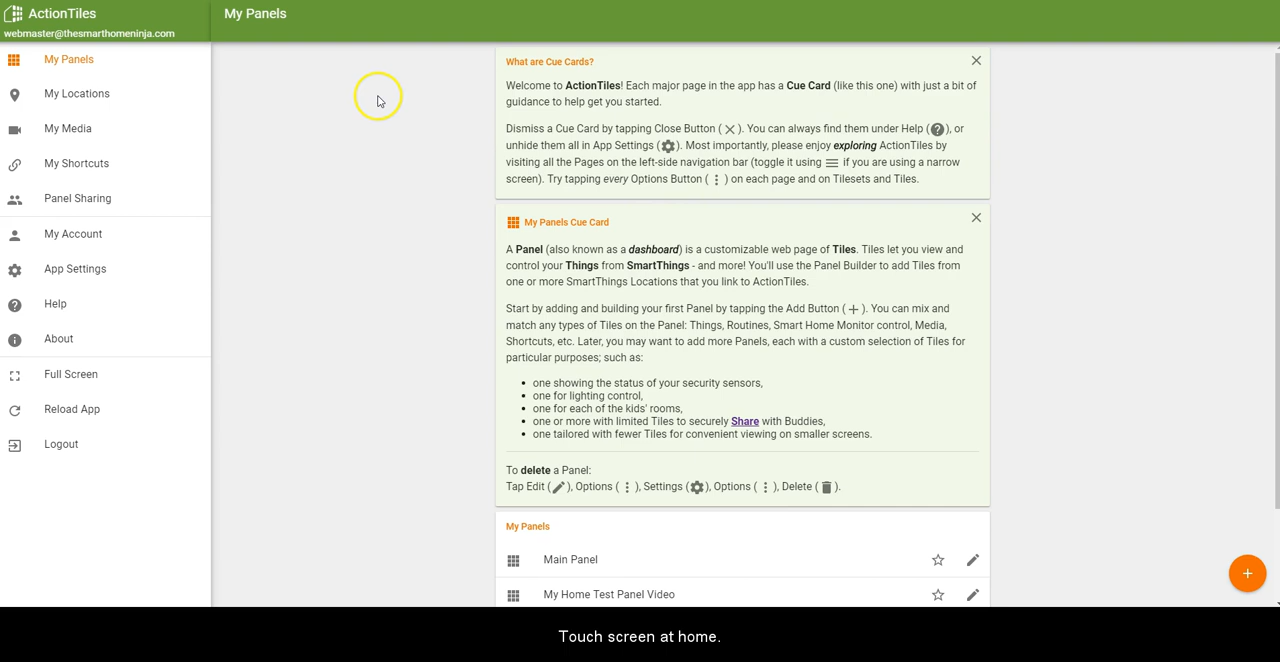 ActionTiles
webmaster@thesmarthomeninja.com
My Panels
My Panels
My Locations
My Media
My Shortcuts
Panel Sharing
My Account
App Settings
Help
About
Full Screen
Reload App
Logout
What are Cue Cards?
Welcome to ActionTiles! Each major page in the app has a Cue Card (like this one) with just a bit of
guidance to help get you started.
Dismiss a Cue Card by tapping Close Button ( ✕ ). You can always find them under Help ( ? ), or
unhide them all in App Settings ( ⚙ ). Most importantly, please enjoy exploring ActionTiles by
visiting all the Pages on the left-side navigation bar (toggle it using ☰ if you are using a narrow
screen). Try tapping every Options Button ( ⋮ ) on each page and on Tilesets and Tiles.
My Panels Cue Card
A Panel (also known as a dashboard) is a customizable web page of Tiles. Tiles let you view and
control your Things from SmartThings - and more! You'll use the Panel Builder to add Tiles from
one or more SmartThings Locations that you link to ActionTiles.
Start by adding and building your first Panel by tapping the Add Button ( + ). You can mix and
match any types of Tiles on the Panel: Things, Routines, Smart Home Monitor control, Media,
Shortcuts, etc. Later, you may want to add more Panels, each with a custom selection of Tiles for
particular purposes; such as:
• one showing the status of your security sensors,
• one for lighting control,
• one for each of the kids' rooms,
• one or more with limited Tiles to securely Share with Buddies,
• one tailored with fewer Tiles for convenient viewing on smaller screens.
To delete a Panel:
Tap Edit ( ✎ ), Options ( ⋮ ), Settings ( ⚙ ), Options ( ⋮ ), Delete ( 🗑 ).
My Panels
Main Panel
My Home Test Panel Video
+
Touch screen at home.